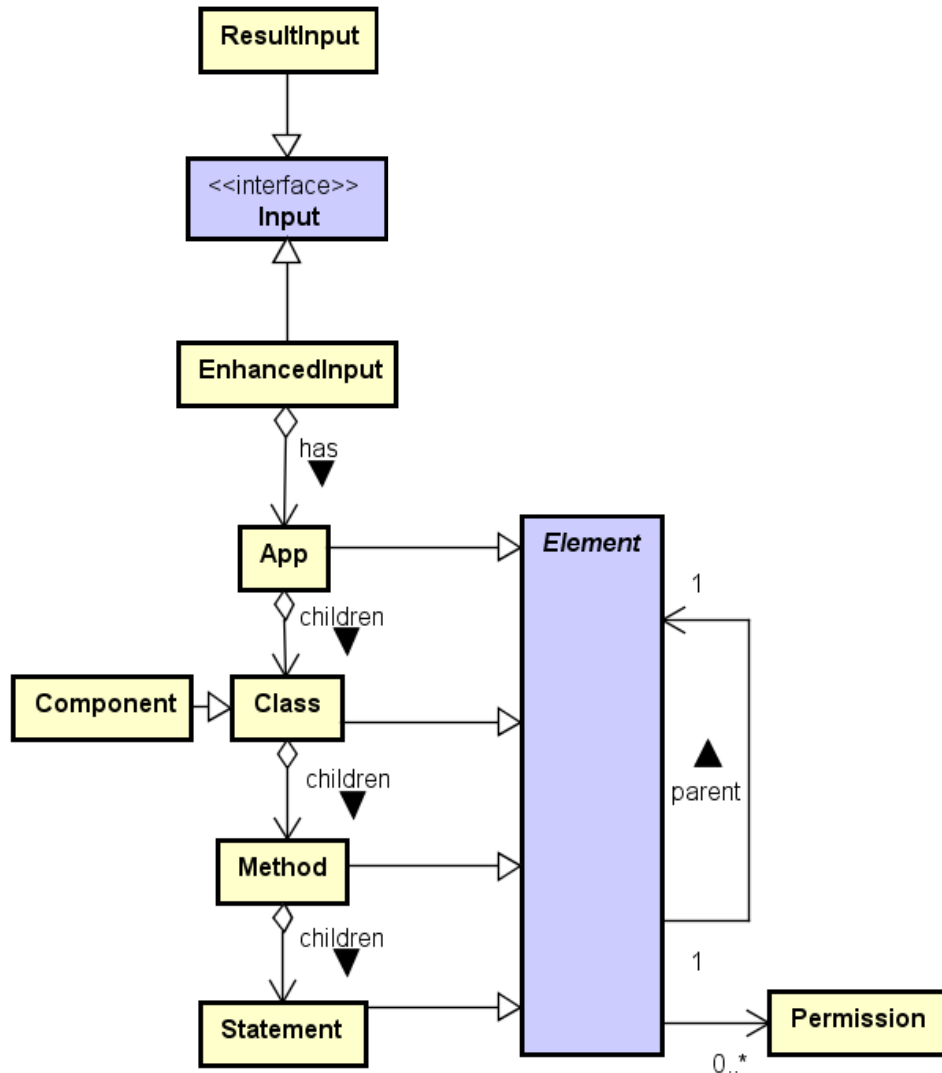 ResultInput
<<interface>>
Input
EnhancedInput
has
App
Element
1
children
Component
Class
children
parent
Method
children
1
Statement
Permission
0..*